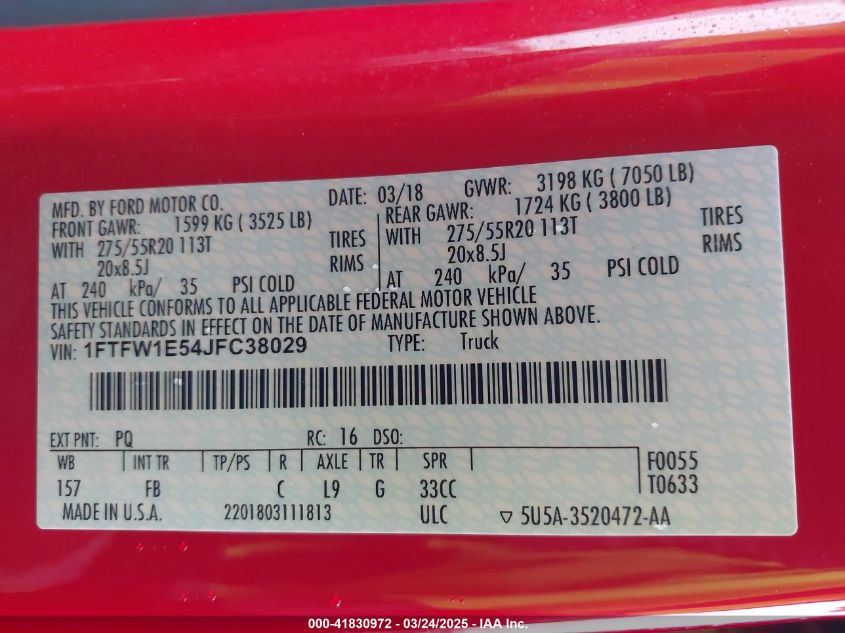 MFD. BY FORD MOTOR CO. DATE: 03/18 GVWR: 3198 KG ( 7050 LB)
FRONT GAWR: 1599 KG ( 3525 LB) REAR GAWR: 1724 KG ( 3800 LB)
WITH 275/55R20 113T TIRES WITH 275/55R20 113T TIRES
20x8.5J RIMS 20x8.5J RIMS
AT 240 kPa/ 35 PSI COLD AT 240 kPa/ 35 PSI COLD
THIS VEHICLE CONFORMS TO ALL APPLICABLE FEDERAL MOTOR VEHICLE
SAFETY STANDARDS IN EFFECT ON THE DATE OF MANUFACTURE SHOWN ABOVE.
VIN: 1FTFW1E54JFC38029 TYPE: Truck
EXT PNT: PQ RC: 16 DSO:
WB INT TR TP/PS R AXLE TR SPR F0055
157 FB C L9 G 33CC T0633
MADE IN U.S.A. 2201803111813 ULC ▽ 5U5A-3520472-AA
000-41830972 - 03/24/2025 - IAA Inc.